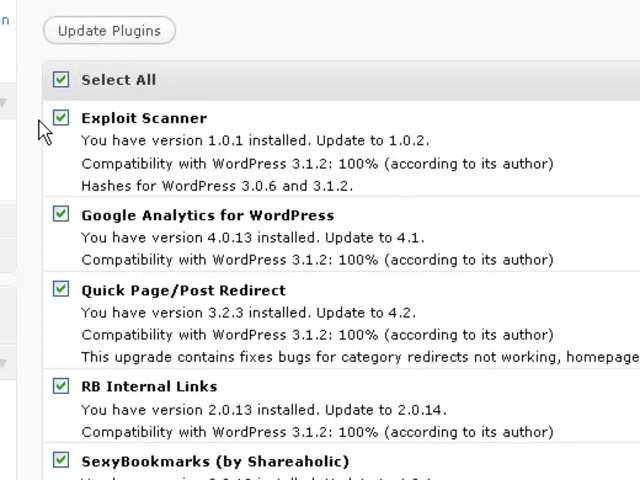 n
Update Plugins
Select All
Exploit Scanner
You have version 1.0.1 installed. Update to 1.0.2.
Compatibility with WordPress 3.1.2: 100% (according to its author)
Hashes for WordPress 3.0.6 and 3.1.2.
Google Analytics for WordPress
You have version 4.0.13 installed. Update to 4.1.
Compatibility with WordPress 3.1.2: 100% (according to its author)
Quick Page/Post Redirect
You have version 3.2.3 installed. Update to 4.2.
Compatibility with WordPress 3.1.2: 100% (according to its author)
This upgrade contains fixes bugs for category redirects not working, homepage
RB Internal Links
You have version 2.0.13 installed. Update to 2.0.14.
Compatibility with WordPress 3.1.2: 100% (according to its author)
SexyBookmarks (by Shareaholic)